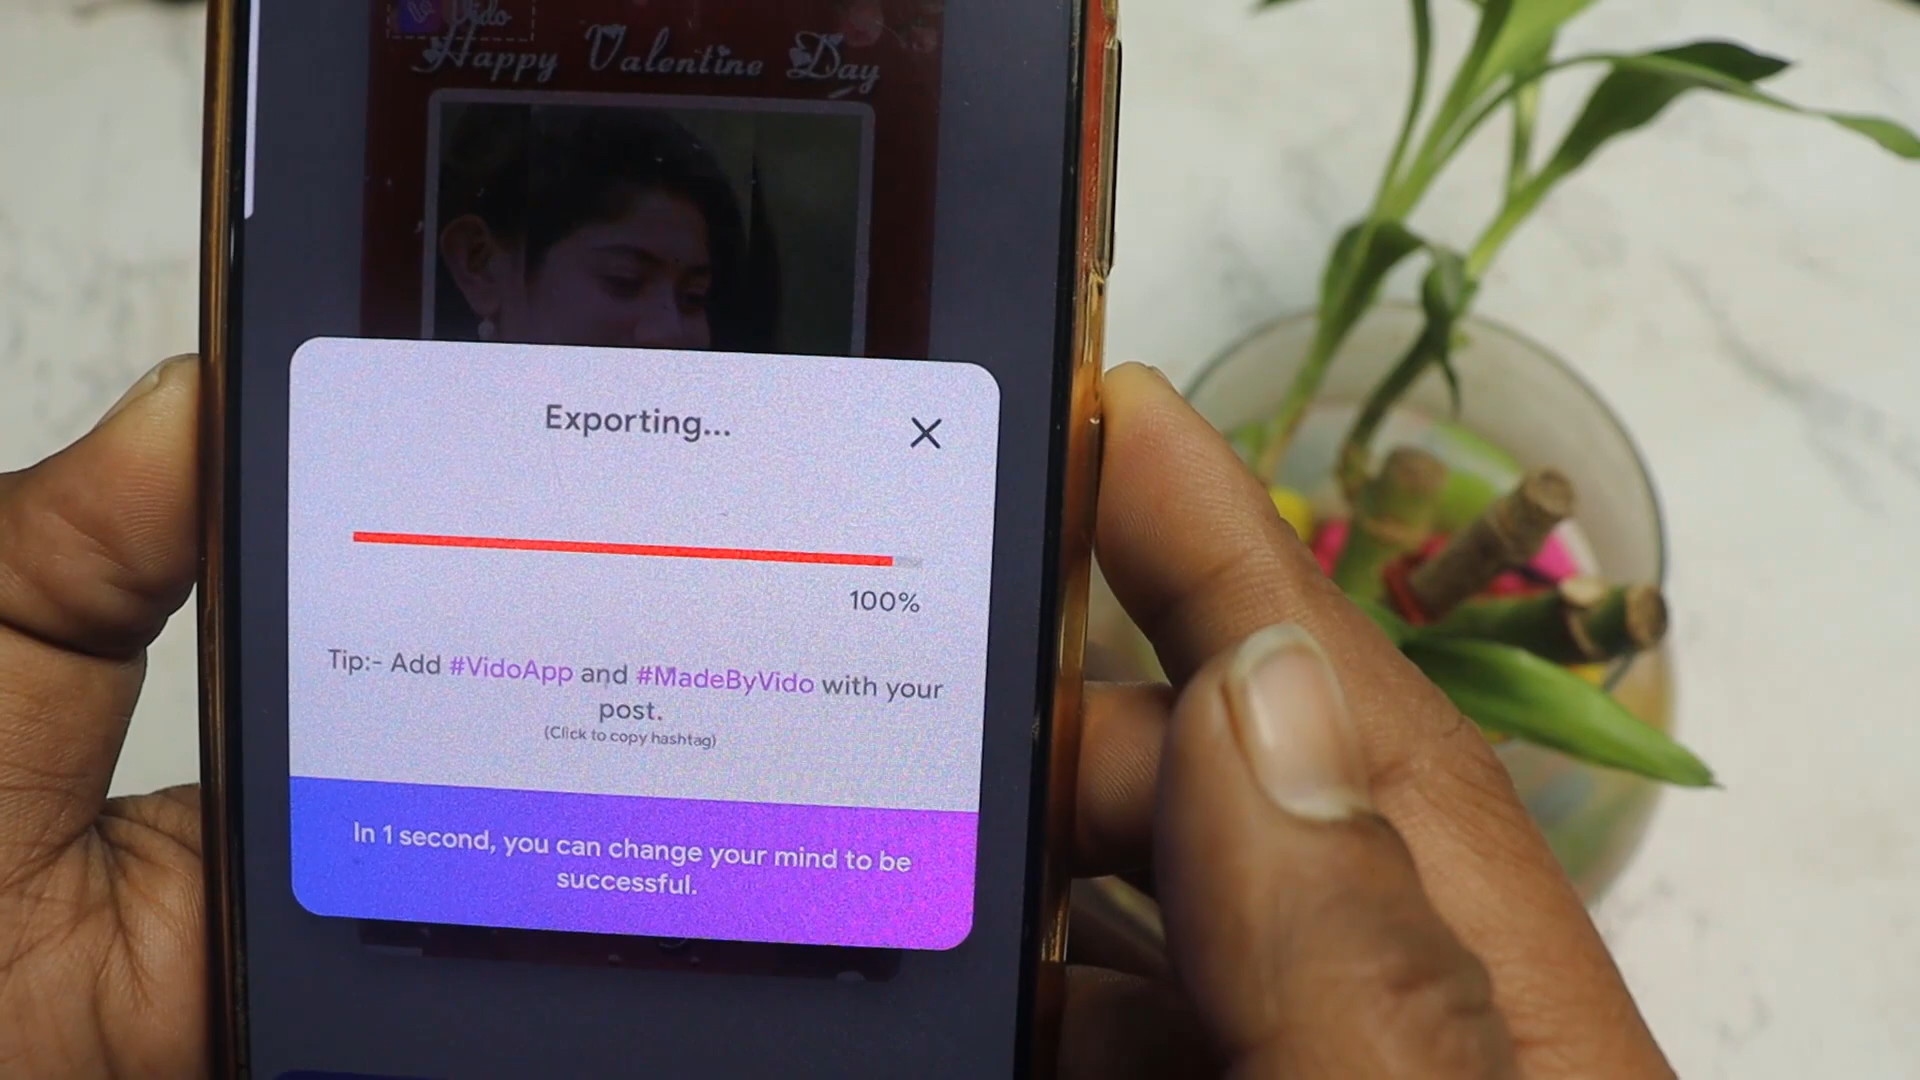 Vido
Happy Valentine Day
Exporting...
100%
Tip:- Add #VidoApp and #MadeByVido with your
post.
(Click to copy hashtag)
In 1 second, you can change your mind to be
successful.